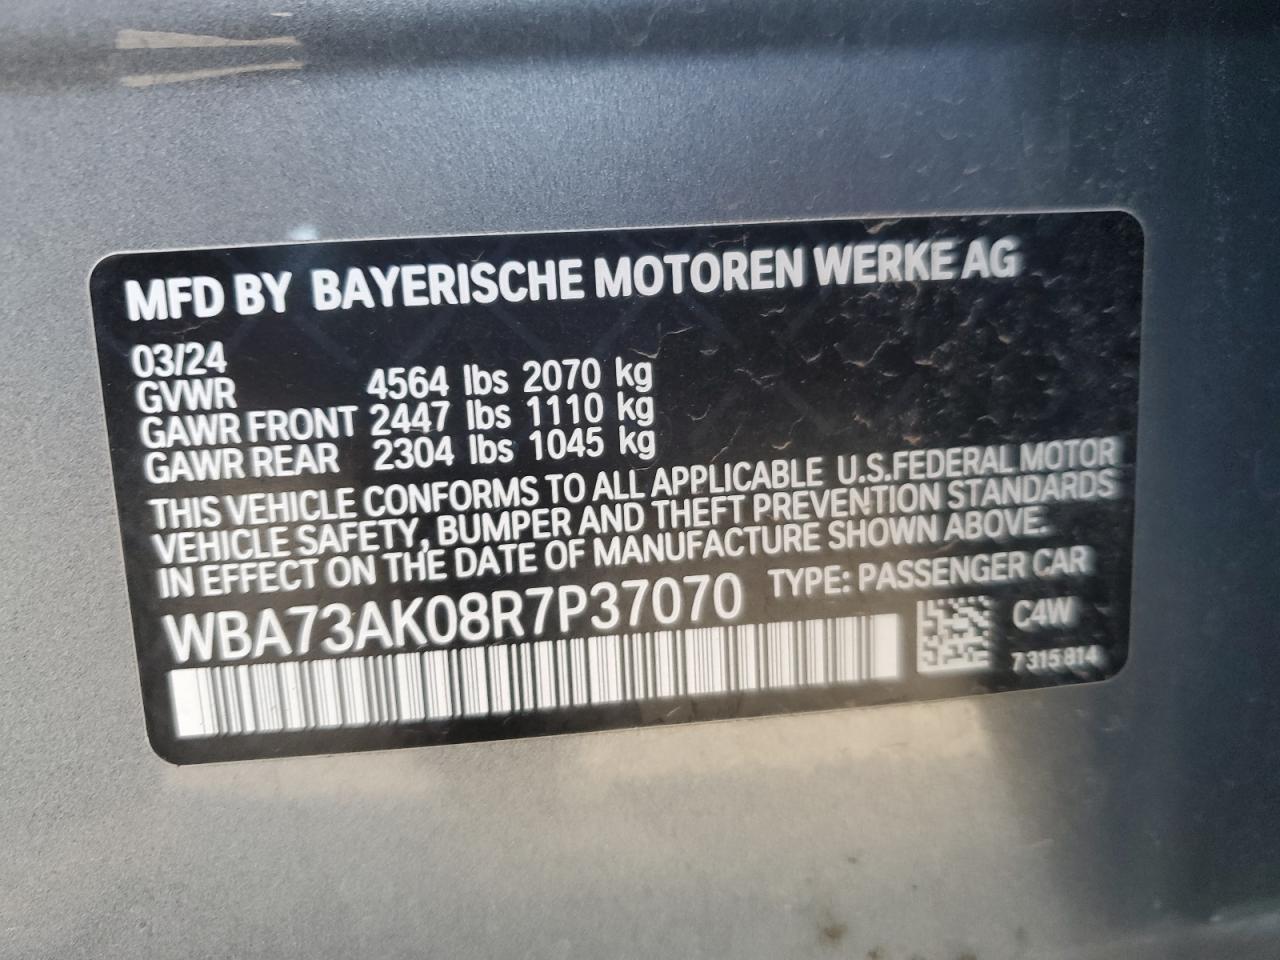 MFD BY BAYERISCHE MOTOREN WERKE AG
03/24
GVWR 4564 lbs 2070 kg
GAWR FRONT 2447 lbs 1110 kg
GAWR REAR 2304 lbs 1045 kg
THIS VEHICLE CONFORMS TO ALL APPLICABLE U.S.FEDERAL MOTOR
VEHICLE SAFETY, BUMPER AND THEFT PREVENTION STANDARDS
IN EFFECT ON THE DATE OF MANUFACTURE SHOWN ABOVE.
WBA73AK08R7P37070 TYPE: PASSENGER CAR
C4W
7 315 814